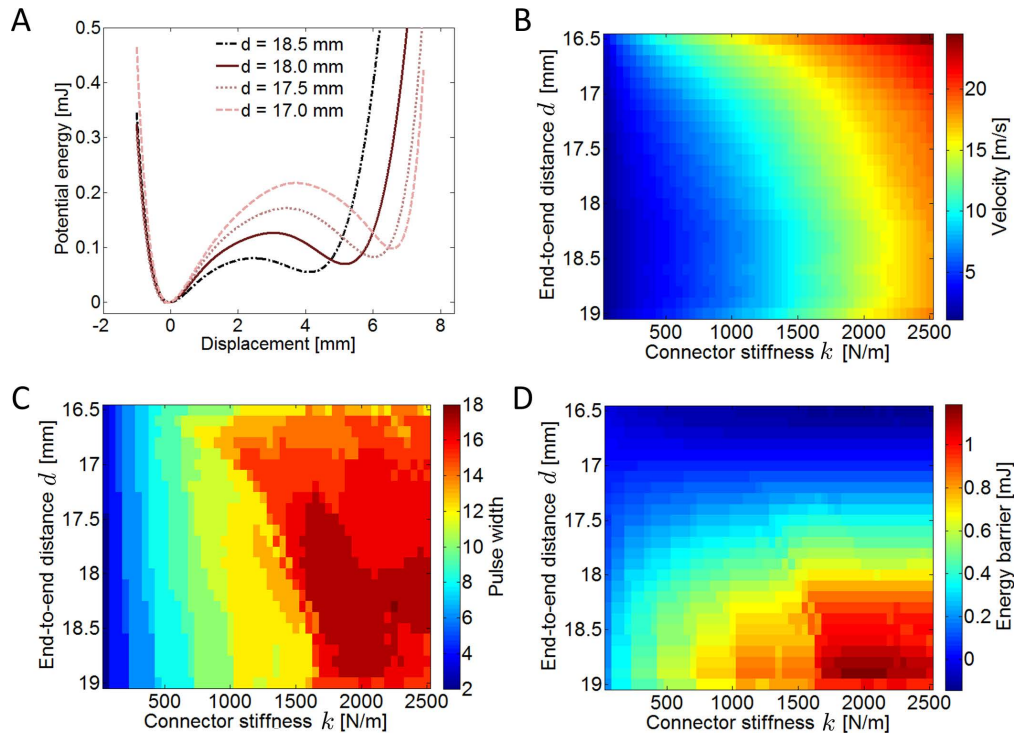 A
0.5
0.4
0.3
0.2
0.1
0
Potential energy [mJ]
d = 18.5 mm
d = 18.0 mm
d = 17.5 mm
d = 17.0 mm
-2 0 2 4 6 8
Displacement [mm]
B
16.5
17
17.5
18
18.5
19
End-to-end distance d [mm]
500 1000 1500 2000 2500
Connector stiffness k [N/m]
20
15
10
5
Velocity [m/s]
C
16.5
17
17.5
18
18.5
19
End-to-end distance d [mm]
500 1000 1500 2000 2500
Connector stiffness k [N/m]
18
16
14
12
10
8
6
4
2
Pulse width
D
16.5
17
17.5
18
18.5
19
End-to-end distance d [mm]
500 1000 1500 2000 2500
Connector stiffness k [N/m]
1
0.8
0.6
0.4
0.2
0
Energy barrier [mJ]